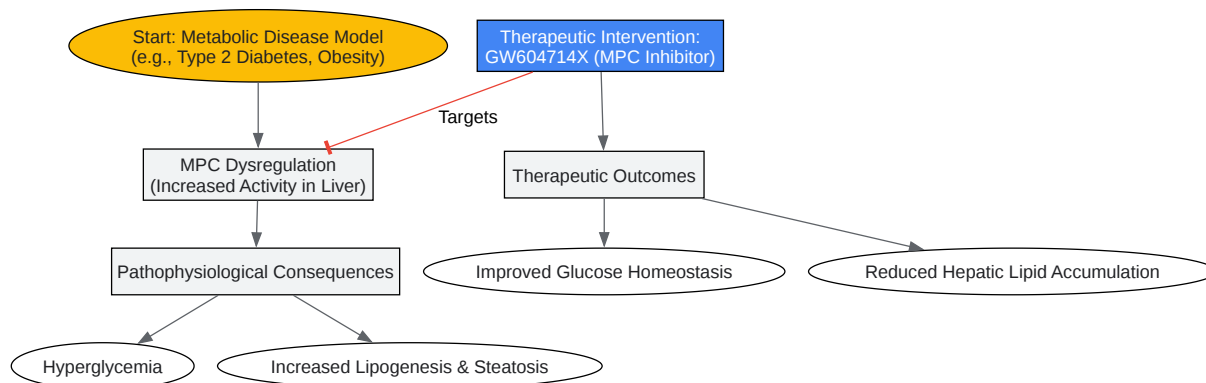 Start: Metabolic Disease Model
(e.g., Type 2 Diabetes, Obesity)
Therapeutic Intervention:
GW604714X (MPC Inhibitor)
Targets
MPC Dysregulation
(Increased Activity in Liver)
Therapeutic Outcomes
Pathophysiological Consequences
Improved Glucose Homeostasis
Reduced Hepatic Lipid Accumulation
Hyperglycemia
Increased Lipogenesis & Steatosis